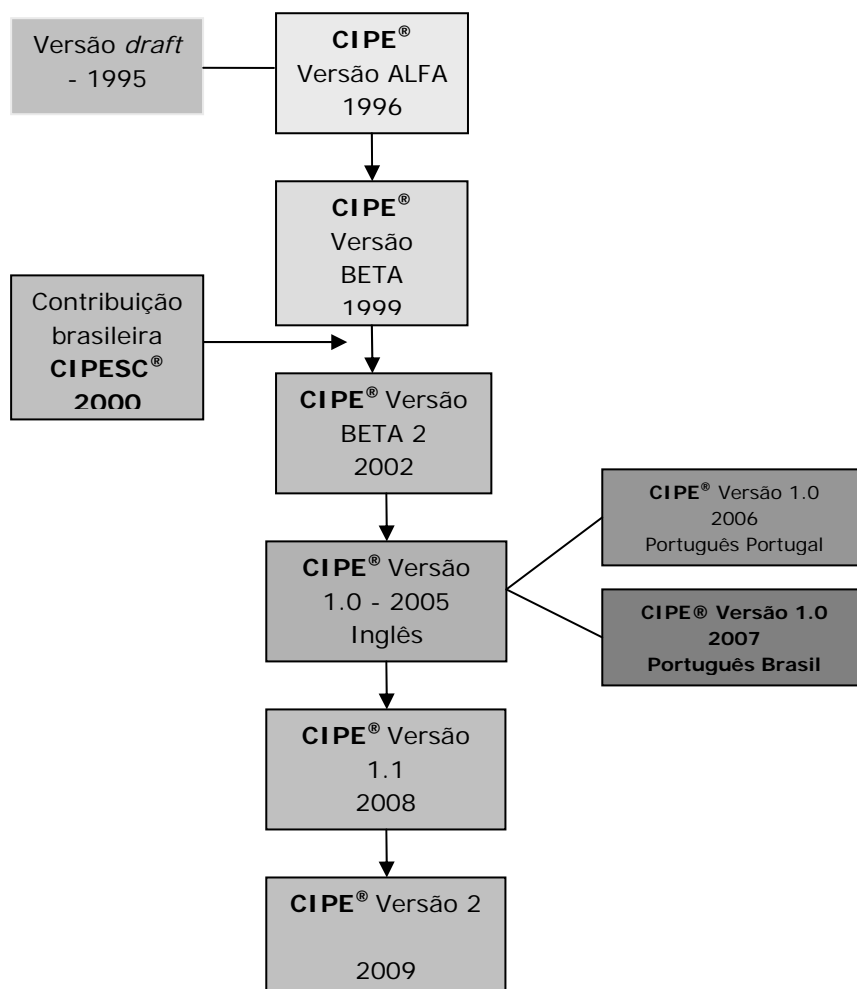 Versão draft
- 1995
CIPE®
Versão ALFA
1996
CIPE®
Versão
BETA
1999
Contribuição
brasileira
CIPESC®
2000
CIPE® Versão
BETA 2
2002
CIPE® Versão
1.0 - 2005
Inglês
CIPE® Versão 1.0
2006
Português Portugal
CIPE® Versão 1.0
2007
Português Brasil
CIPE® Versão
1.1
2008
CIPE® Versão 2
2009